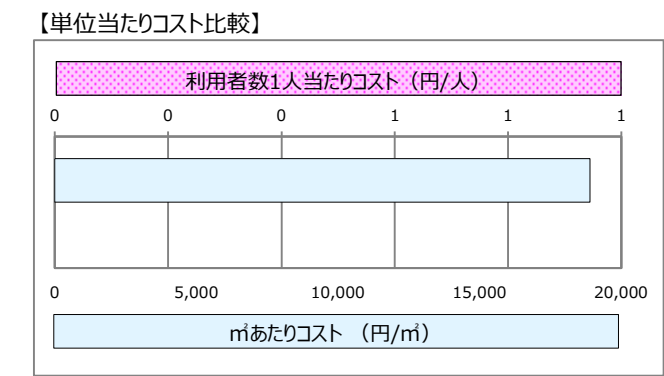 【単位当たりコスト比較】
利用者数1人当たりコスト（円/人）
0 0 0 1 1 1
0 5,000 10,000 15,000 20,000
㎡あたりコスト （円/㎡）